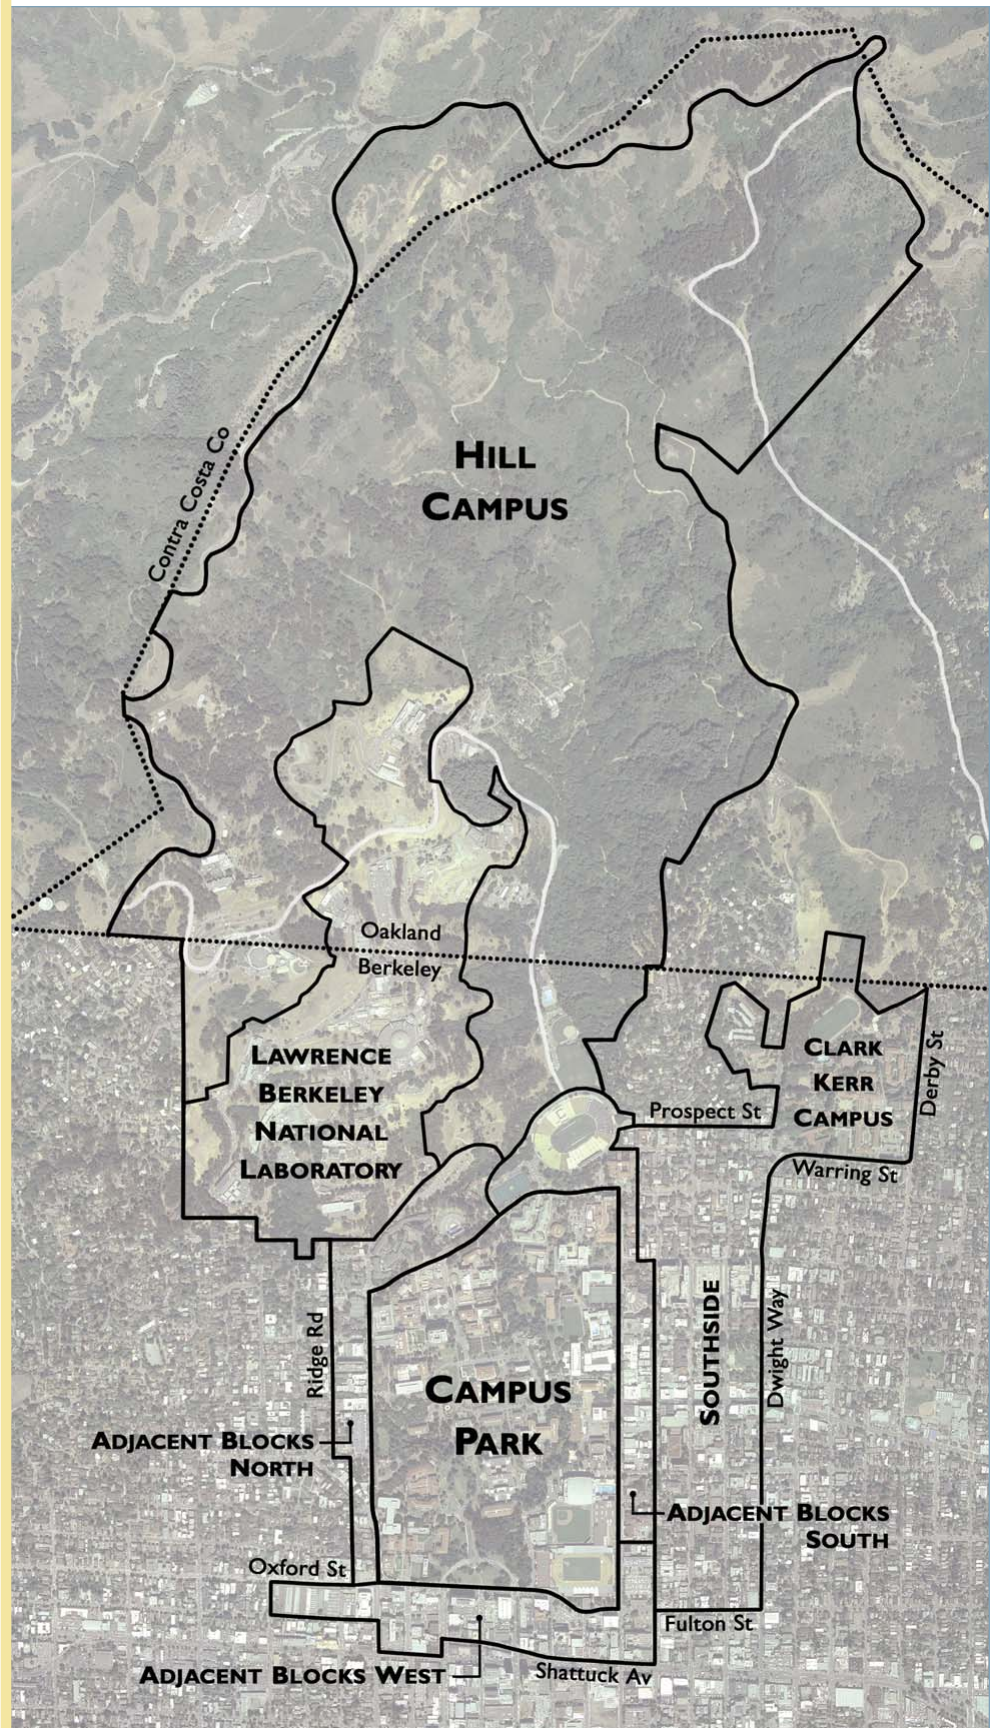 HILL
CAMPUS
Contra Costa Co
Oakland
Berkeley
LAWRENCE
BERKELEY
NATIONAL
LABORATORY
CLARK
KERR
CAMPUS
Derby St
Prospect St
Warring St
Ridge Rd
SOUTHSIDE
Dwight Way
CAMPUS
PARK
ADJACENT BLOCKS
NORTH
ADJACENT BLOCKS
SOUTH
Oxford St
Fulton St
ADJACENT BLOCKS WEST
Shattuck Av